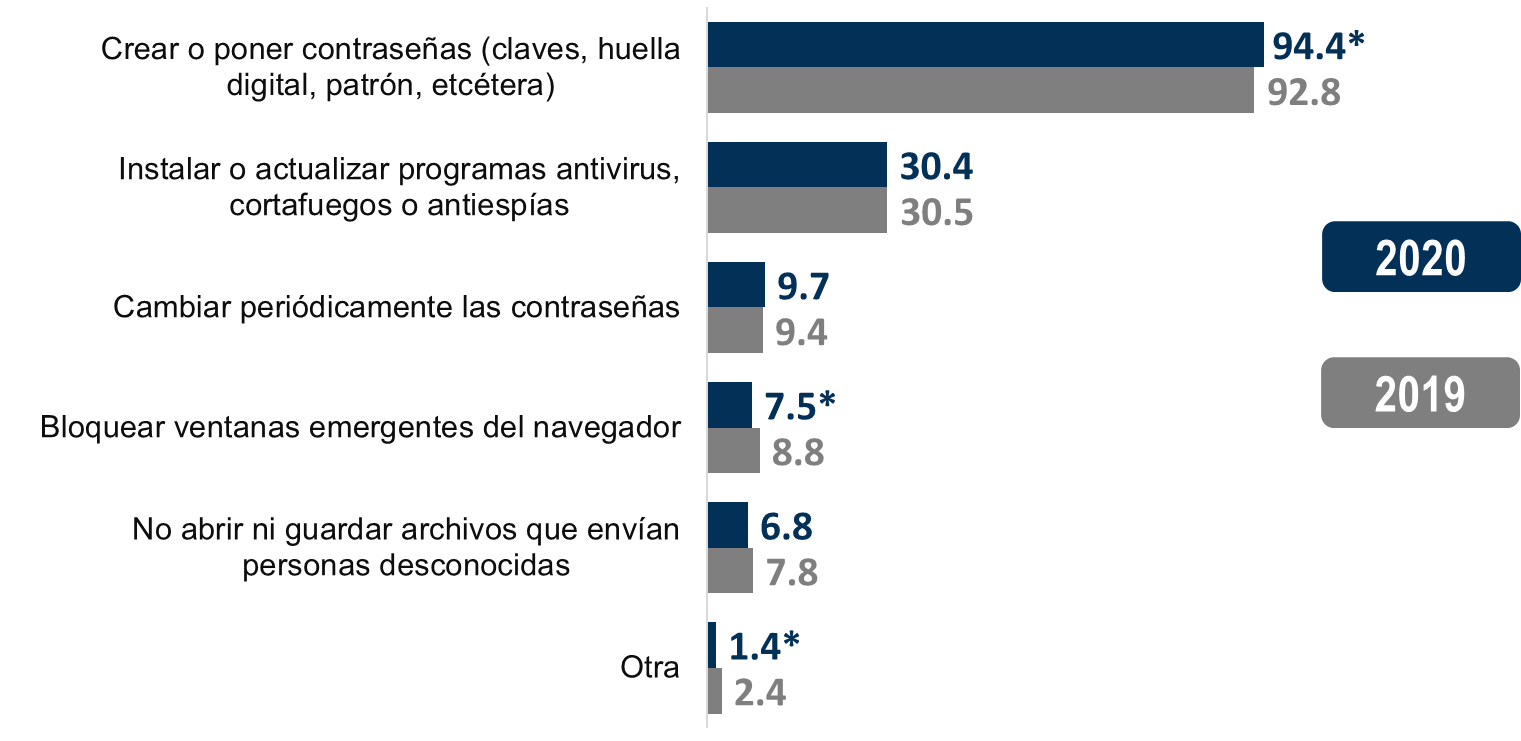 Crear o poner contraseñas (claves, huella
digital, patrón, etcétera)
94.4*
92.8
Instalar o actualizar programas antivirus,
cortafuegos o antiespías
30.4
30.5
Cambiar periódicamente las contraseñas
9.7
9.4
Bloquear ventanas emergentes del navegador
7.5*
8.8
No abrir ni guardar archivos que envían
personas desconocidas
6.8
7.8
Otra
1.4*
2.4
2020
2019